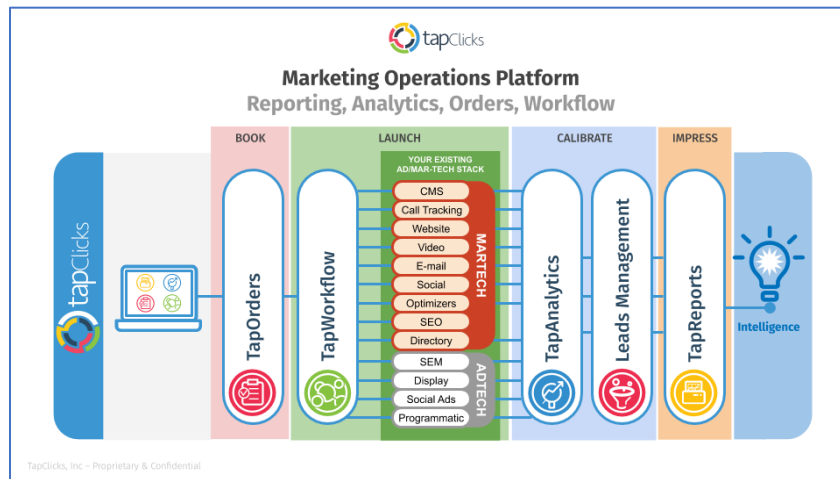 tapClicks
Marketing Operations Platform
Reporting, Analytics, Orders, Workflow
BOOK
LAUNCH
CALIBRATE
IMPRESS
YOUR EXISTING
AD/MAR-TECH STACK
tapClicks
TapOrders
TapWorkflow
CMS
Call Tracking
Website
Video
E-mail
Social
Optimizers
SEO
Directory
MARTECH
SEM
Display
Social Ads
Programmatic
ADTECH
TapAnalytics
Leads Management
TapReports
Intelligence
TapClicks, Inc – Proprietary & Confidential